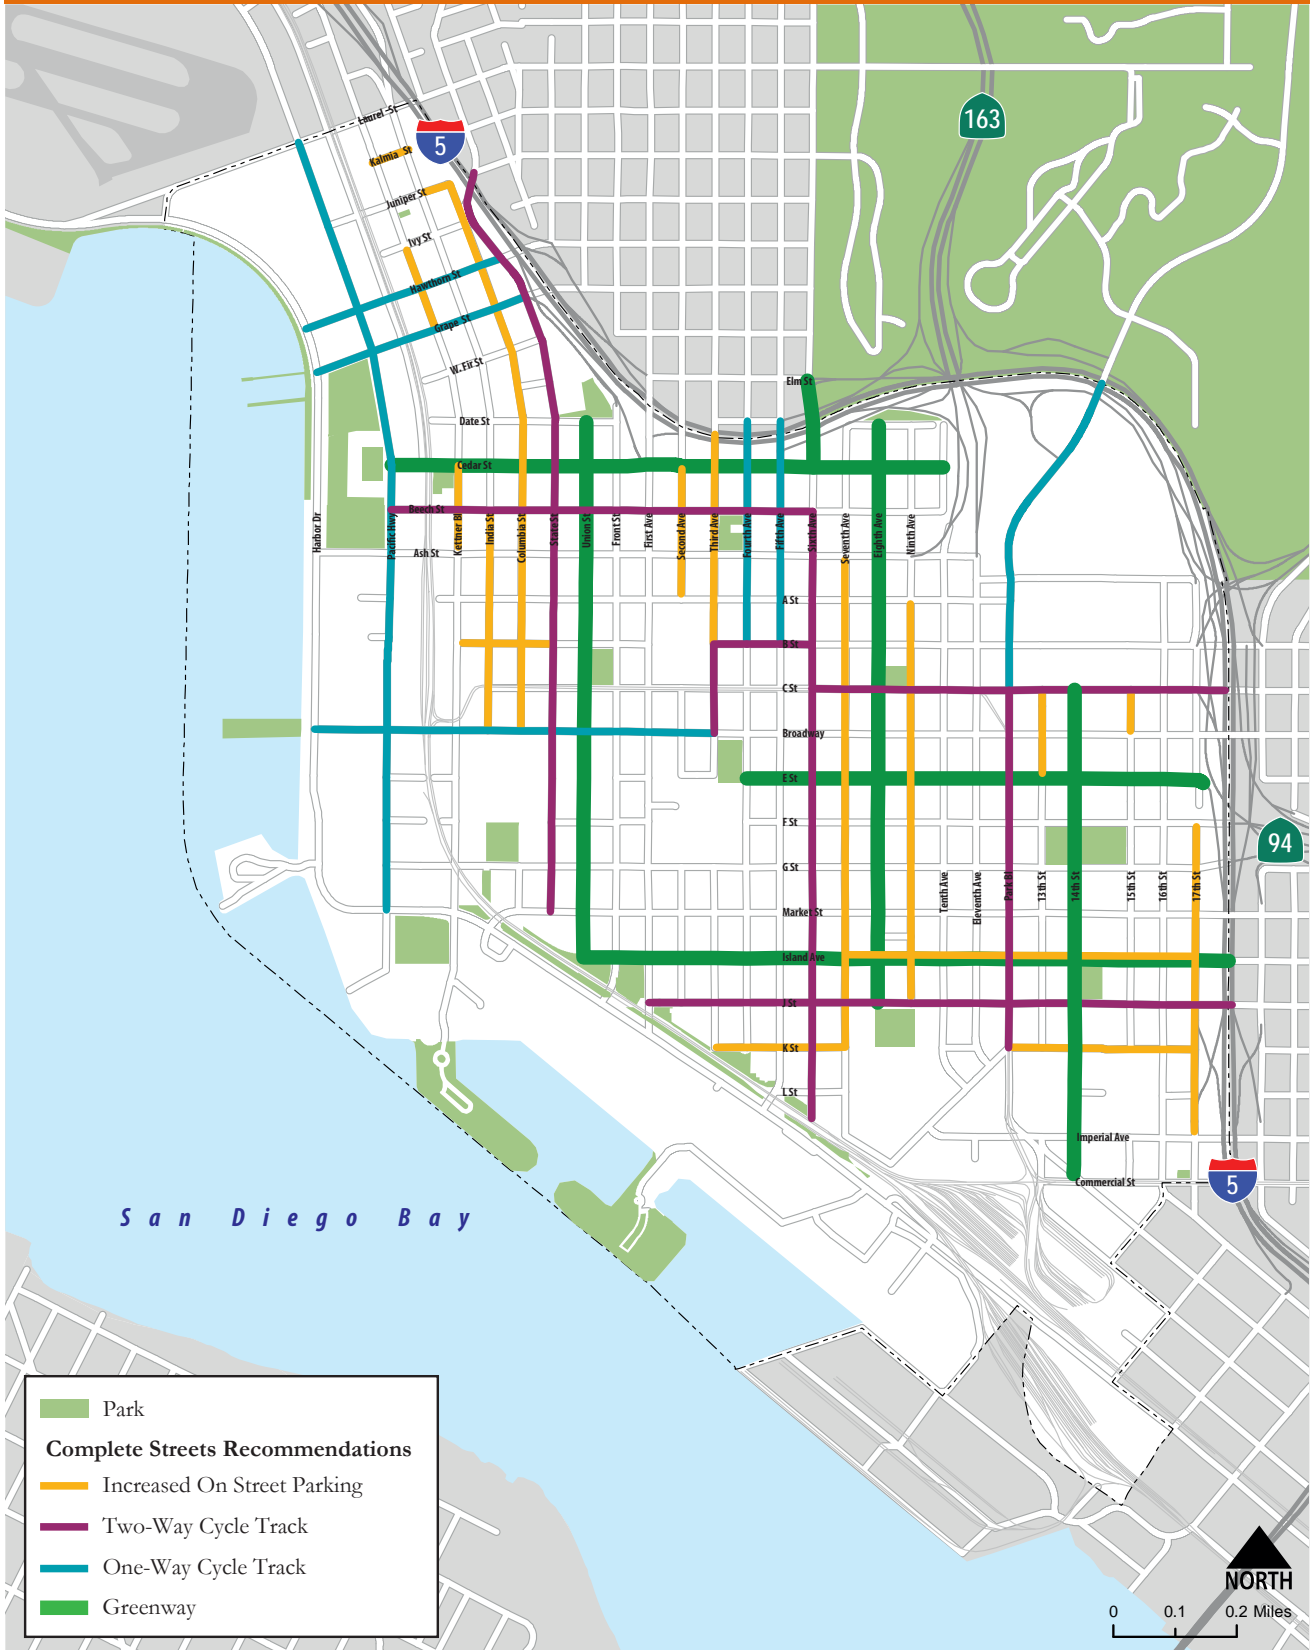 163
Laurel St
5
Kalmia St
Juniper St
Ivy St
Hawthorn St
Grape St
W. Fir St
Elm St
Date St
Cedar St
Beech St
Ash St
Harbor Dr
Pacific Hwy
Kettner Bl
India St
Columbia St
State St
Union St
Front St
First Ave
Second Ave
Third Ave
Fourth Ave
Fifth Ave
Sixth Ave
Seventh Ave
Eighth Ave
Ninth Ave
A St
B St
C St
Broadway
E St
F St
94
G St
Tenth Ave
Eleventh Ave
Park Bl
13th St
14th St
15th St
16th St
17th St
Market St
Island Ave
J St
K St
L St
Imperial Ave
Commercial St
5
San Diego Bay
Park
Complete Streets Recommendations
Increased On Street Parking
Two-Way Cycle Track
One-Way Cycle Track
Greenway
NORTH
0 0.1 0.2 Miles